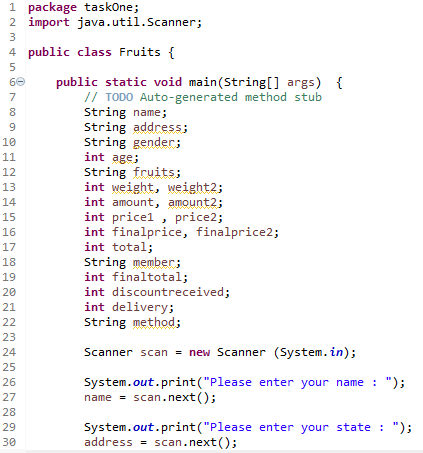 1 package taskOne;
2 import java.util.Scanner;
3
4 public class Fruits {
5
6 public static void main(String[] args)  {
7 // TODO Auto-generated method stub
8 String name;
9 String address;
10 String gender;
11 int age;
12 String fruits;
13 int weight, weight2;
14 int amount, amount2;
15 int price1 , price2;
16 int finalprice, finalprice2;
17 int total;
18 String member;
19 int finaltotal;
20 int discountreceived;
21 int delivery;
22 String method;
23
24 Scanner scan = new Scanner (System.in);
25
26 System.out.print("Please enter your name : ");
27 name = scan.next();
28
29 System.out.print("Please enter your state : ");
30 address = scan.next();